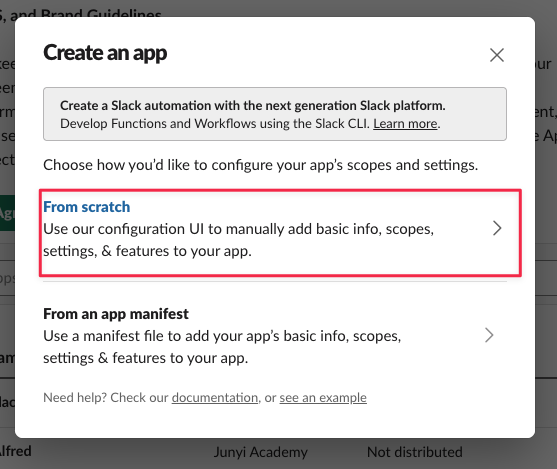 S, and Brand Guidelines
Create an app
Create a Slack automation with the next generation Slack platform.
Develop Functions and Workflows using the Slack CLI. Learn more.
Choose how you'd like to configure your app's scopes and settings.
From scratch
Use our configuration UI to manually add basic info, scopes,
settings, & features to your app.
From an app manifest
Use a manifest file to add your app's basic info, scopes,
settings & features to your app.
Need help? Check our documentation, or see an example
Alfred Junyi Academy Not distributed